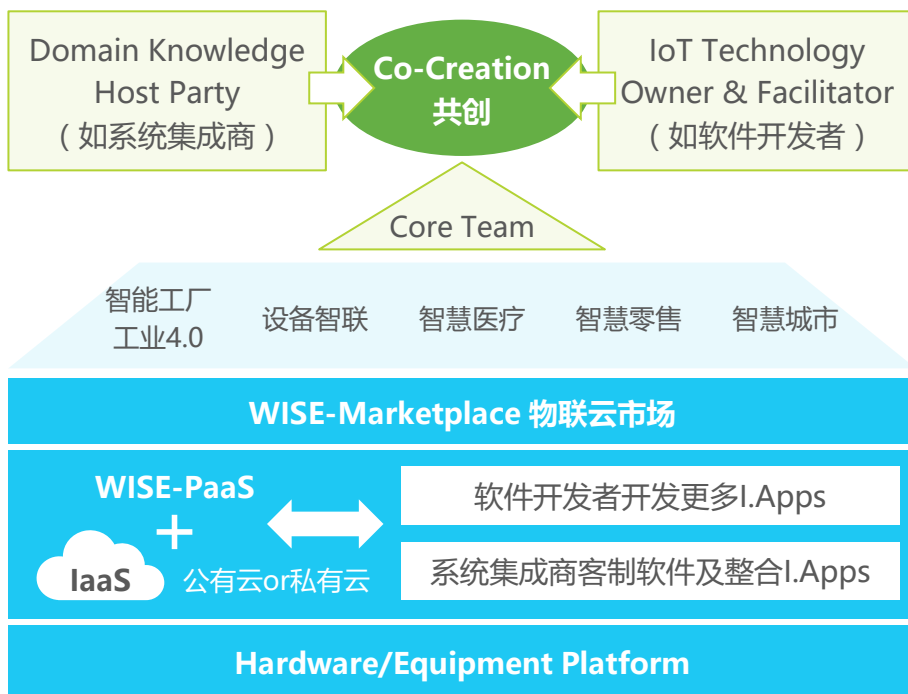 Domain Knowledge
Host Party
（如系统集成商）
Co-Creation
共创
IoT Technology
Owner & Facilitator
（如软件开发者）
Core Team
智能工厂
工业4.0
设备智联
智慧医疗
智慧零售
智慧城市
WISE-Marketplace 物联云市场
WISE-PaaS
+
IaaS
公有云or私有云
软件开发者开发更多I.Apps
系统集成商客制软件及整合I.Apps
Hardware/Equipment Platform